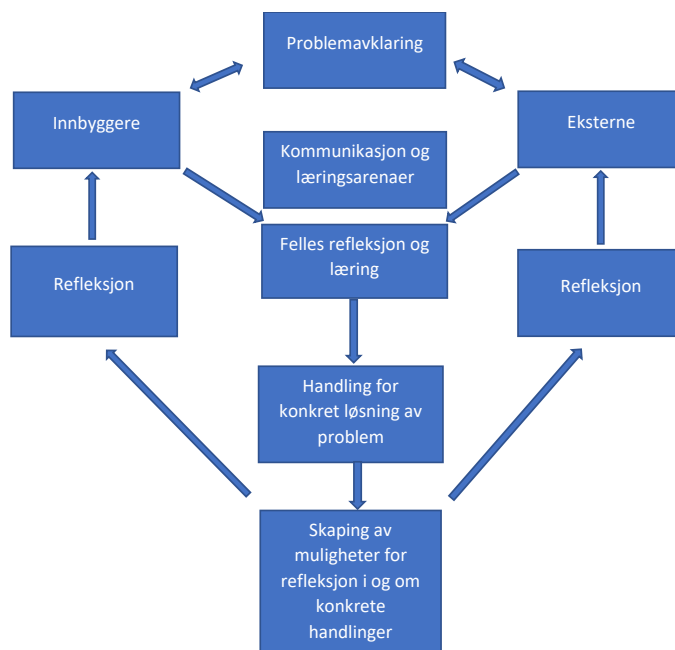 Problemavklaring
Innbyggere
Eksterne
Kommunikasjon og
læringsarenaer
Felles refleksjon og
læring
Refleksjon
Refleksjon
Handling for
konkret løsning av
problem
Skaping av
muligheter for
refleksjon i og om
konkrete
handlinger